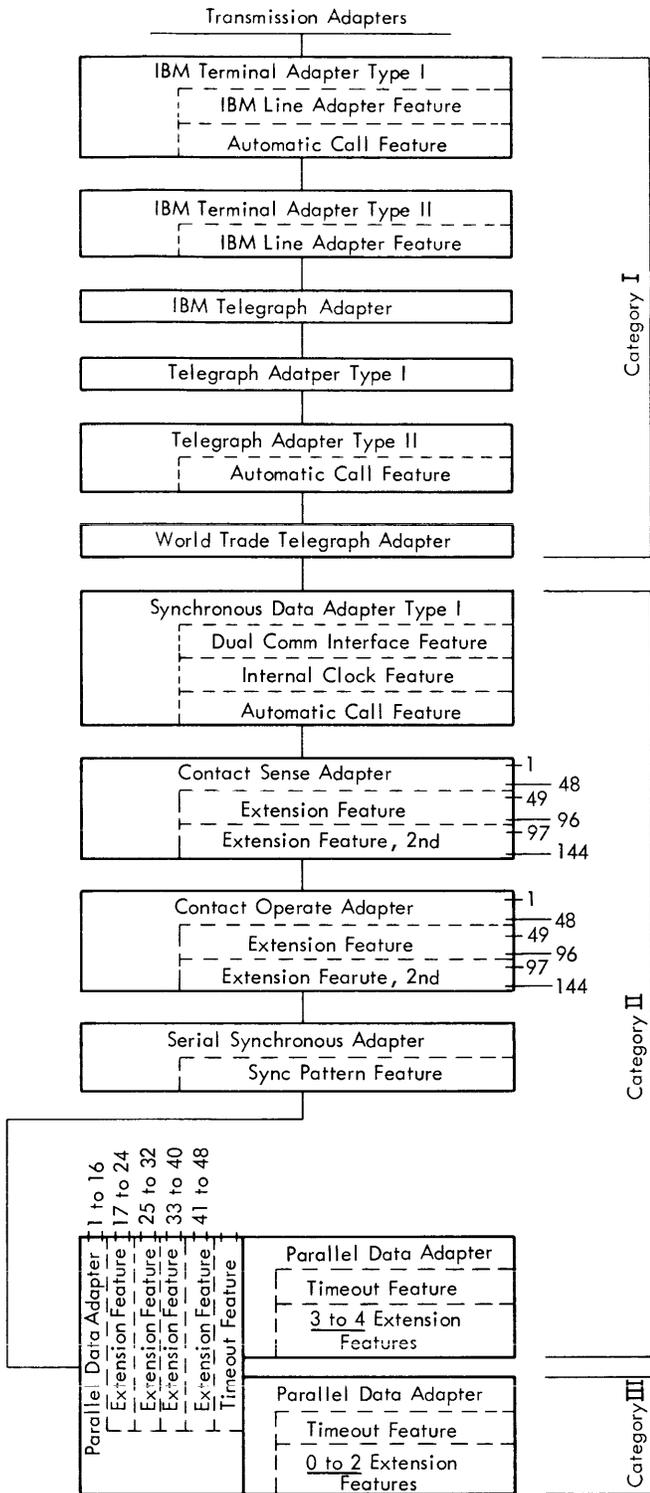 Transmission Adapters
IBM Terminal Adapter Type I
IBM Line Adapter Feature
Automatic Call Feature
IBM Terminal Adapter Type II
IBM Line Adapter Feature
IBM Telegraph Adapter
Telegraph Adatper Type I
Telegraph Adapter Type II
Automatic Call Feature
World Trade Telegraph Adapter
Category I
Synchronous Data Adapter Type I
Dual Comm Interface Feature
Internal Clock Feature
Automatic Call Feature
Contact Sense Adapter
Extension Feature
Extension Feature, 2nd
1
48
49
96
97
144
Contact Operate Adapter
Extension Feature
Extension Fearute, 2nd
1
48
49
96
97
144
Serial Synchronous Adapter
Sync Pattern Feature
Category II
1 to 16
17 to 24
25 to 32
33 to 40
41 to 48
Parallel Data Adapter
Extension Feature
Extension Feature
Extension Feature
Extension Feature
Timeout Feature
Parallel Data Adapter
Timeout Feature
3 to 4 Extension
Features
Parallel Data Adapter
Timeout Feature
0 to 2 Extension
Features
Category III